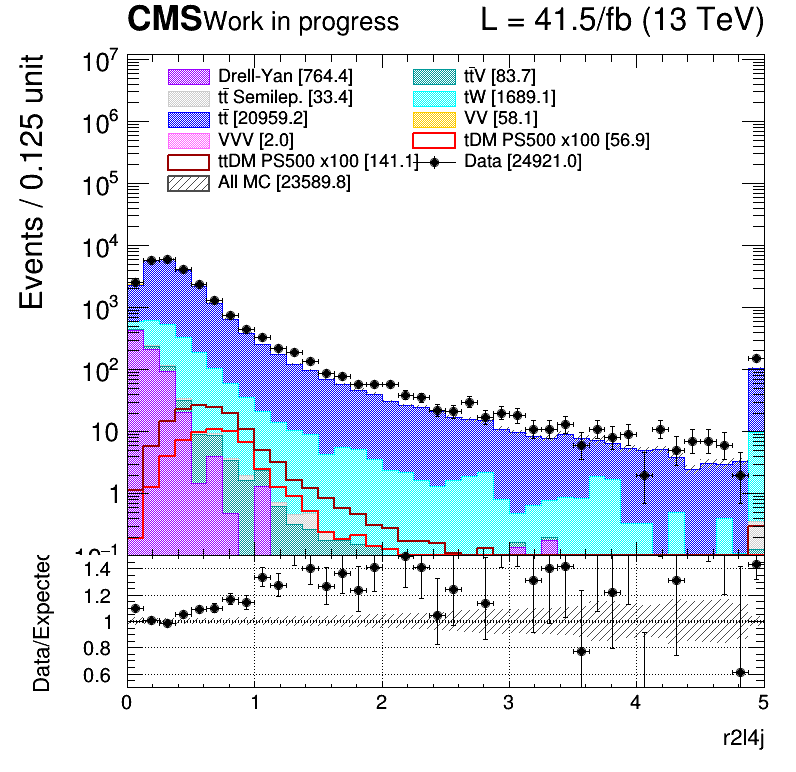 CMS Work in progress L = 41.5/fb (13 TeV)
Events / 0.125 unit
10⁷
10⁶
10⁵
10⁴
10³
10²
10
1
10⁻¹
Drell-Yan [764.4] tt̄V [83.7]
tt̄ Semilep. [33.4] tW [1689.1]
tt̄ [20959.2] VV [58.1]
VVV [2.0] tDM PS500 x100 [56.9]
ttDM PS500 x100 [141.1] Data [24921.0]
All MC [23589.8]
Data/Expected
1.4
1.2
1
0.8
0.6
0 1 2 3 4 5
r2l4j